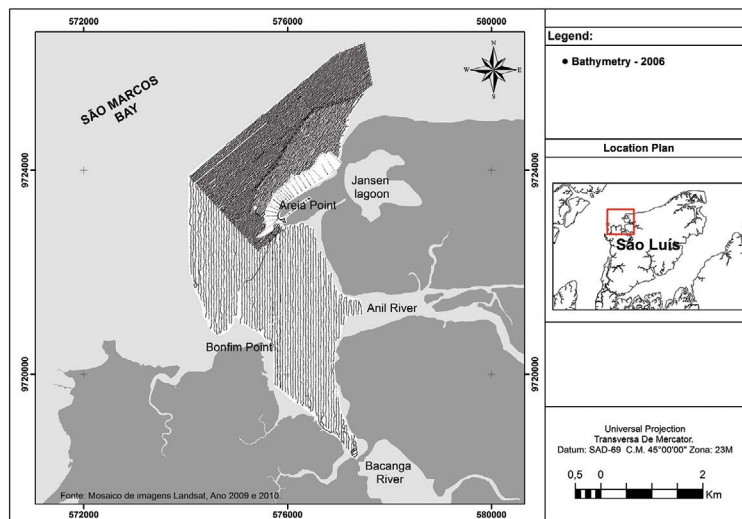 572000 576000 580000
SÃO MARCOS
BAY
N
W E
S
9724000
Jansen
lagoon
Areia Point
Anil River
Bonfim Point
9720000
Bacanga
River
Fonte: Mosaico de imagens Landsat, Ano 2009 e 2010.
9724000
9720000
572000 576000 580000
Legend:
Bathymetry - 2006
Location Plan
São Luís
Universal Projection
Transversa De Mercator.
Datum: SAD-69 C.M. 45°00'00" Zona: 23M
0,5 0 2
Km